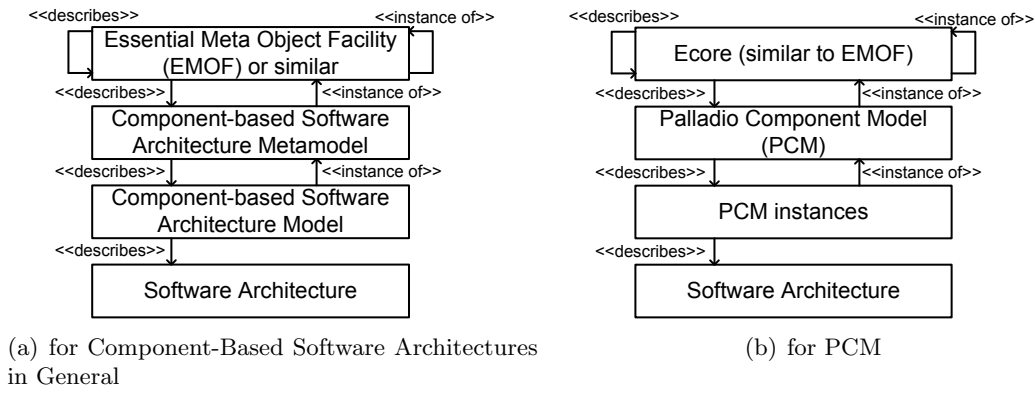 <<describes>>
<<instance of>>
Essential Meta Object Facility
(EMOF) or similar
<<describes>>
<<instance of>>
Component-based Software
Architecture Metamodel
<<describes>>
<<instance of>>
Component-based Software
Architecture Model
<<describes>>
Software Architecture
(a) for Component-Based Software Architectures
in General
<<describes>>
<<instance of>>
Ecore (similar to EMOF)
<<describes>>
<<instance of>>
Palladio Component Model
(PCM)
<<describes>>
<<instance of>>
PCM instances
<<describes>>
Software Architecture
(b) for PCM